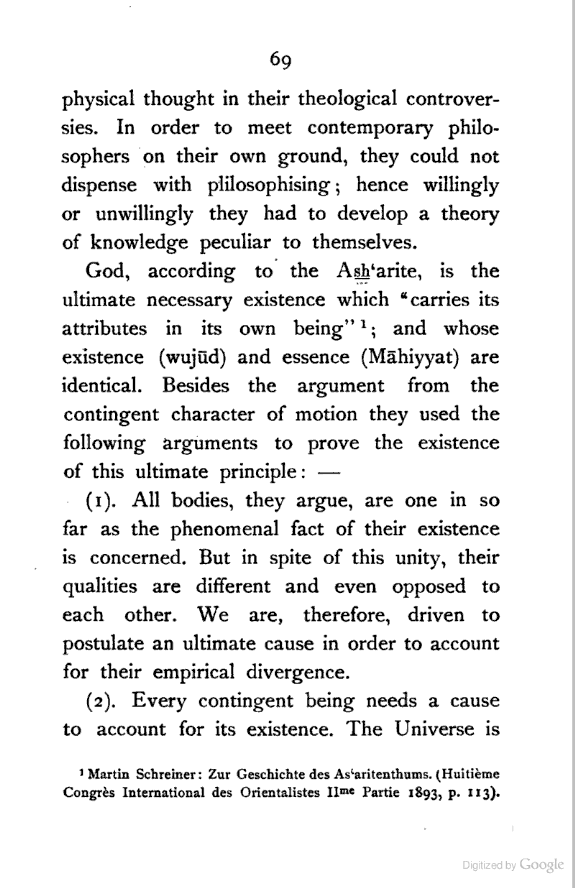 69
physical thought in their theological controver-
sies. In order to meet contemporary philo-
sophers on their own ground, they could not
dispense with plilosophising; hence willingly
or unwillingly they had to develop a theory
of knowledge peculiar to themselves.
God, according to the Ash‘arite, is the
ultimate necessary existence which “carries its
attributes in its own being” ¹; and whose
existence (wujūd) and essence (Māhiyyat) are
identical. Besides the argument from the
contingent character of motion they used the
following arguments to prove the existence
of this ultimate principle: —
(1). All bodies, they argue, are one in so
far as the phenomenal fact of their existence
is concerned. But in spite of this unity, their
qualities are different and even opposed to
each other. We are, therefore, driven to
postulate an ultimate cause in order to account
for their empirical divergence.
(2). Every contingent being needs a cause
to account for its existence. The Universe is
¹ Martin Schreiner: Zur Geschichte des As‘aritenthums. (Huitième
Congrès International des Orientalistes IIme Partie 1893, p. 113).
Digitized by Google